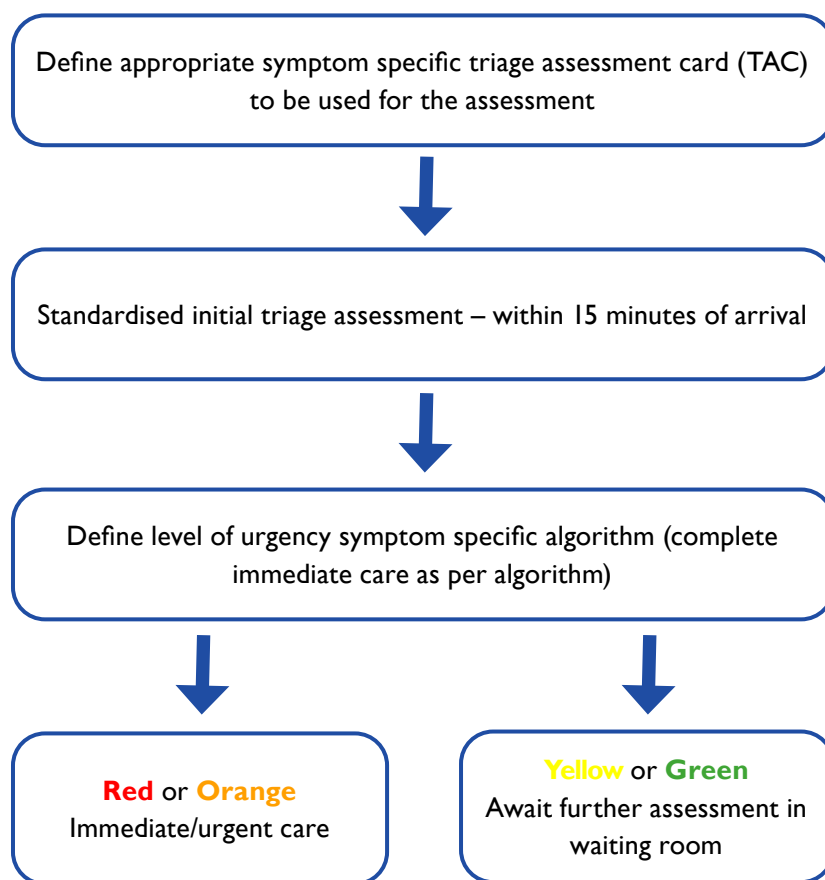 Define appropriate symptom specific triage assessment card (TAC)
to be used for the assessment
Standardised initial triage assessment – within 15 minutes of arrival
Define level of urgency symptom specific algorithm (complete
immediate care as per algorithm)
Red or Orange
Immediate/urgent care
Yellow or Green
Await further assessment in
waiting room